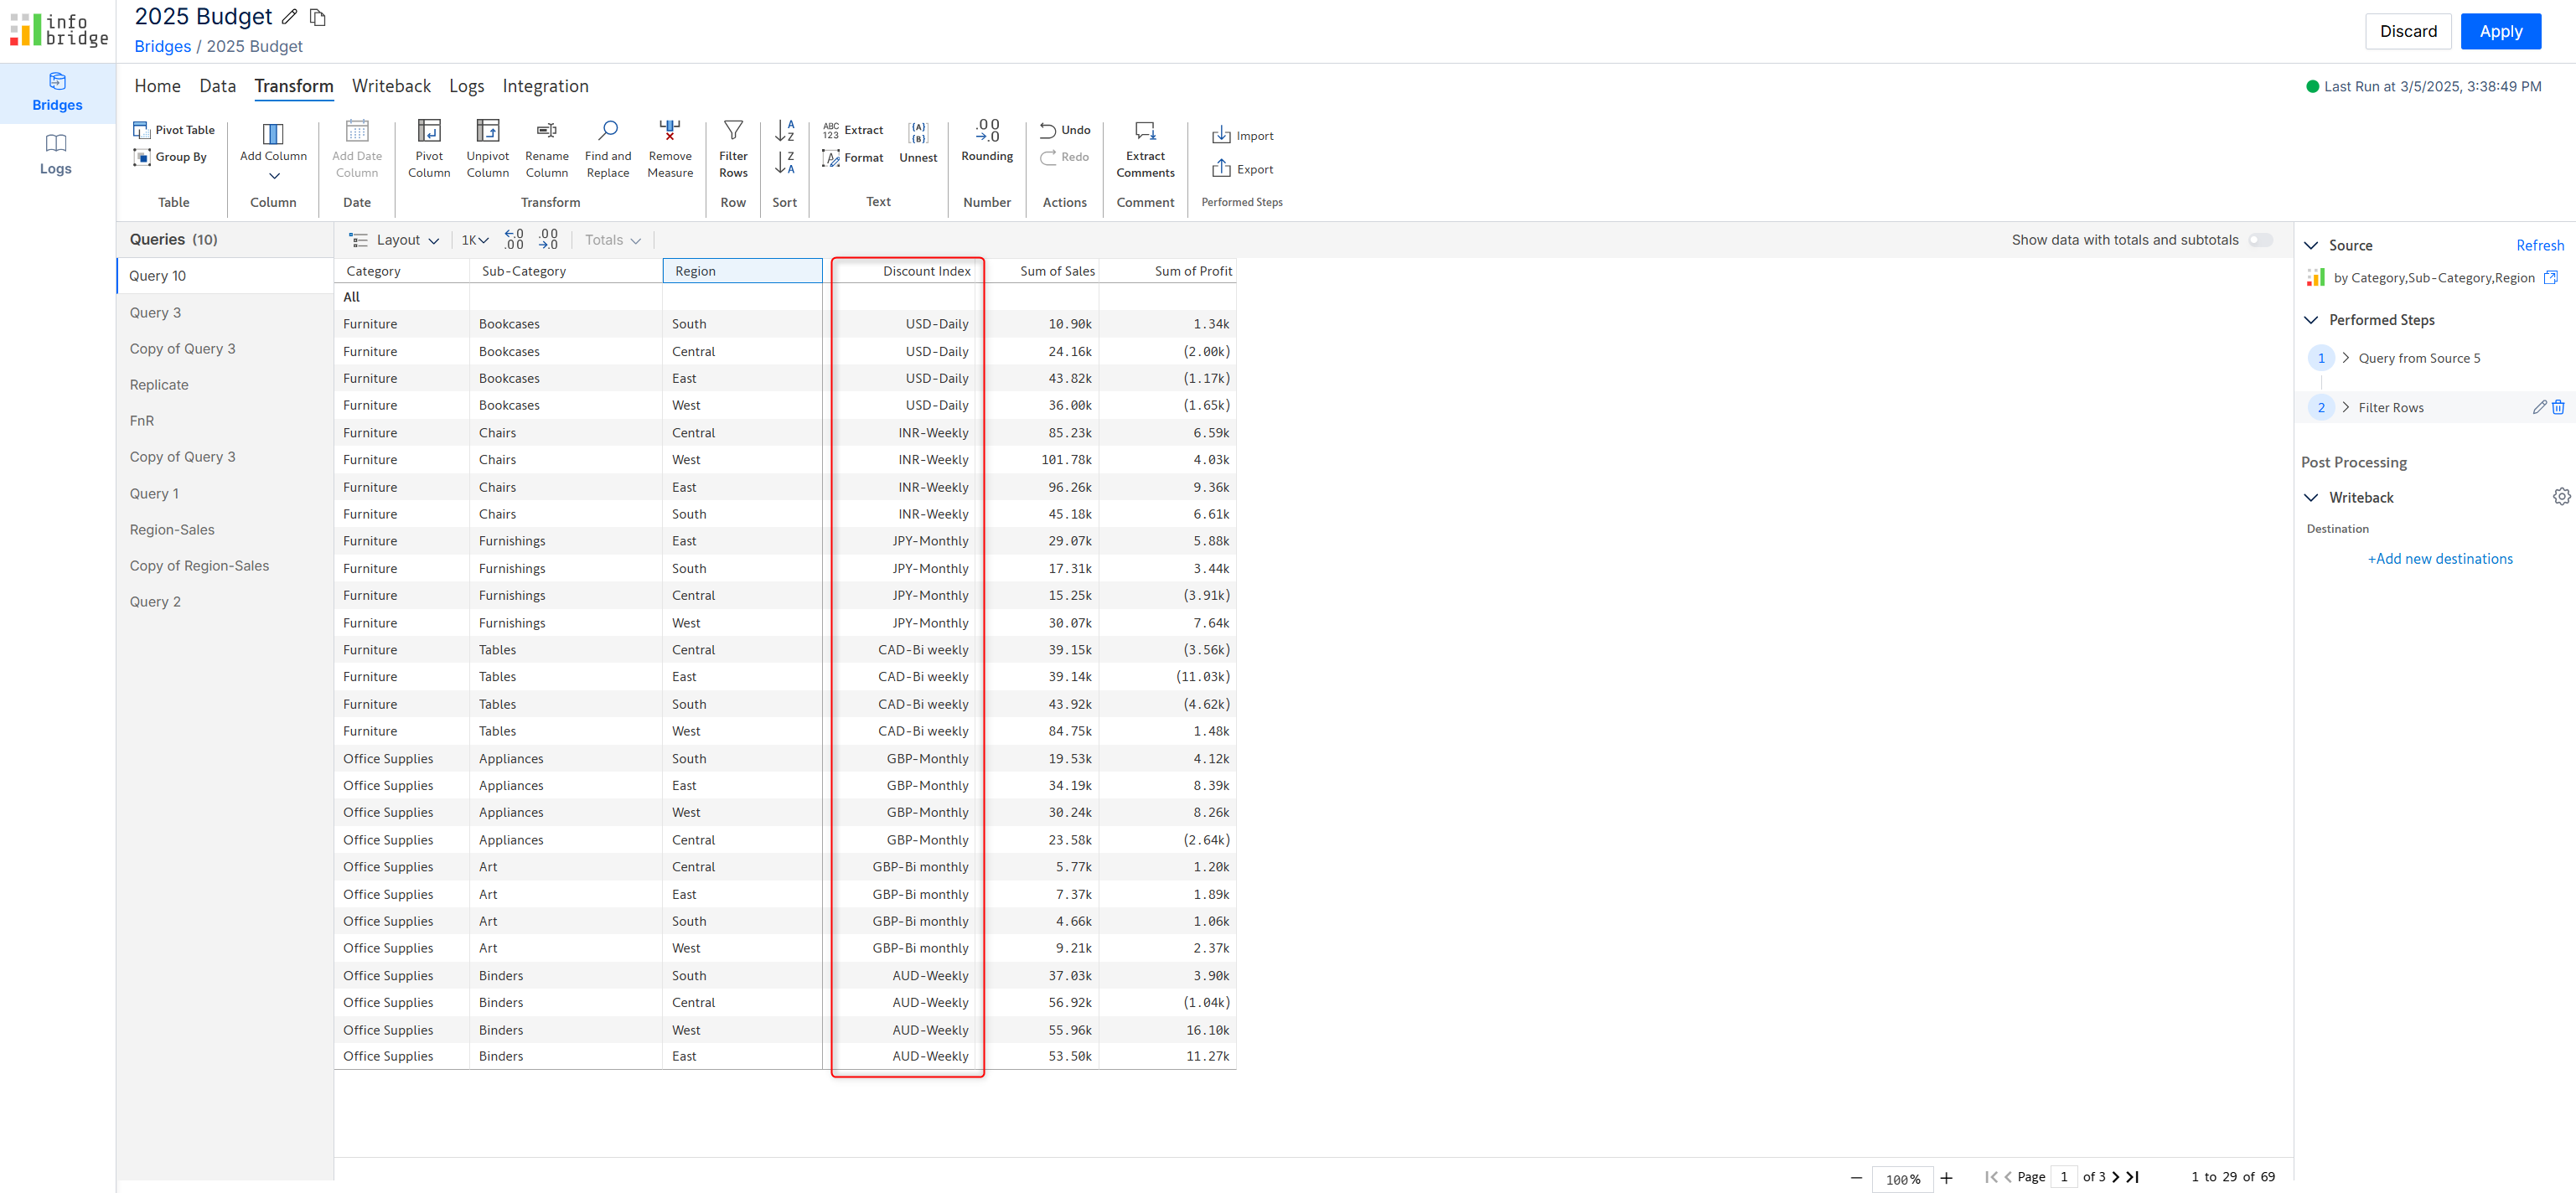 info bridge
2025 Budget
Bridges / 2025 Budget
Discard
Apply
Bridges
Logs
Home Data Transform Writeback Logs Integration
Last Run at 3/5/2025, 3:38:49 PM
Pivot Table
Group By
Table
Add Column
Column
Add Date Column
Date
Pivot Column
Unpivot Column
Rename Column
Find and Replace
Remove Measure
Transform
Filter Rows
Row
A Z
Z A
Sort
ABC 123 Extract
Format
{A} {B} Unnest
Text
.00 →.0
Rounding
Number
Undo
Redo
Actions
Extract Comments
Comment
Import
Export
Performed Steps
Queries (10)
Query 10
Query 3
Copy of Query 3
Replicate
FnR
Copy of Query 3
Query 1
Region-Sales
Copy of Region-Sales
Query 2
Layout 1K ←.0 .00 .00 →.0 Totals
Show data with totals and subtotals
Category Sub-Category Region Discount Index Sum of Sales Sum of Profit
All
Furniture Bookcases South USD-Daily 10.90k 1.34k
Furniture Bookcases Central USD-Daily 24.16k (2.00k)
Furniture Bookcases East USD-Daily 43.82k (1.17k)
Furniture Bookcases West USD-Daily 36.00k (1.65k)
Furniture Chairs Central INR-Weekly 85.23k 6.59k
Furniture Chairs West INR-Weekly 101.78k 4.03k
Furniture Chairs East INR-Weekly 96.26k 9.36k
Furniture Chairs South INR-Weekly 45.18k 6.61k
Furniture Furnishings East JPY-Monthly 29.07k 5.88k
Furniture Furnishings South JPY-Monthly 17.31k 3.44k
Furniture Furnishings Central JPY-Monthly 15.25k (3.91k)
Furniture Furnishings West JPY-Monthly 30.07k 7.64k
Furniture Tables Central CAD-Bi weekly 39.15k (3.56k)
Furniture Tables East CAD-Bi weekly 39.14k (11.03k)
Furniture Tables South CAD-Bi weekly 43.92k (4.62k)
Furniture Tables West CAD-Bi weekly 84.75k 1.48k
Office Supplies Appliances South GBP-Monthly 19.53k 4.12k
Office Supplies Appliances East GBP-Monthly 34.19k 8.39k
Office Supplies Appliances West GBP-Monthly 30.24k 8.26k
Office Supplies Appliances Central GBP-Monthly 23.58k (2.64k)
Office Supplies Art Central GBP-Bi monthly 5.77k 1.20k
Office Supplies Art East GBP-Bi monthly 7.37k 1.89k
Office Supplies Art South GBP-Bi monthly 4.66k 1.06k
Office Supplies Art West GBP-Bi monthly 9.21k 2.37k
Office Supplies Binders South AUD-Weekly 37.03k 3.90k
Office Supplies Binders Central AUD-Weekly 56.92k (1.04k)
Office Supplies Binders West AUD-Weekly 55.96k 16.10k
Office Supplies Binders East AUD-Weekly 53.50k 11.27k
Source Refresh
by Category,Sub-Category,Region
Performed Steps
1 Query from Source 5
2 Filter Rows
Post Processing
Writeback
Destination
+Add new destinations
100% Page 1 of 3 1 to 29 of 69